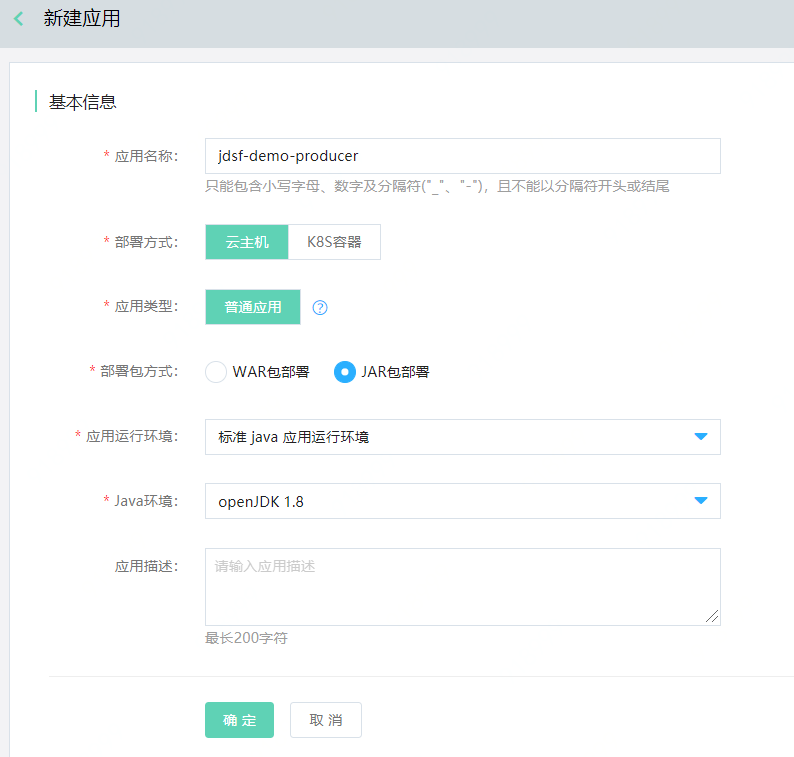 新建应用
基本信息
* 应用名称: jdsf-demo-producer
只能包含小写字母、数字及分隔符("_"、"-")，且不能以分隔符开头或结尾
* 部署方式: 云主机 K8S容器
* 应用类型: 普通应用 ?
* 部署包方式: WAR包部署 JAR包部署
* 应用运行环境: 标准 java 应用运行环境
* Java环境: openJDK 1.8
应用描述: 请输入应用描述
最长200字符
确 定 取 消